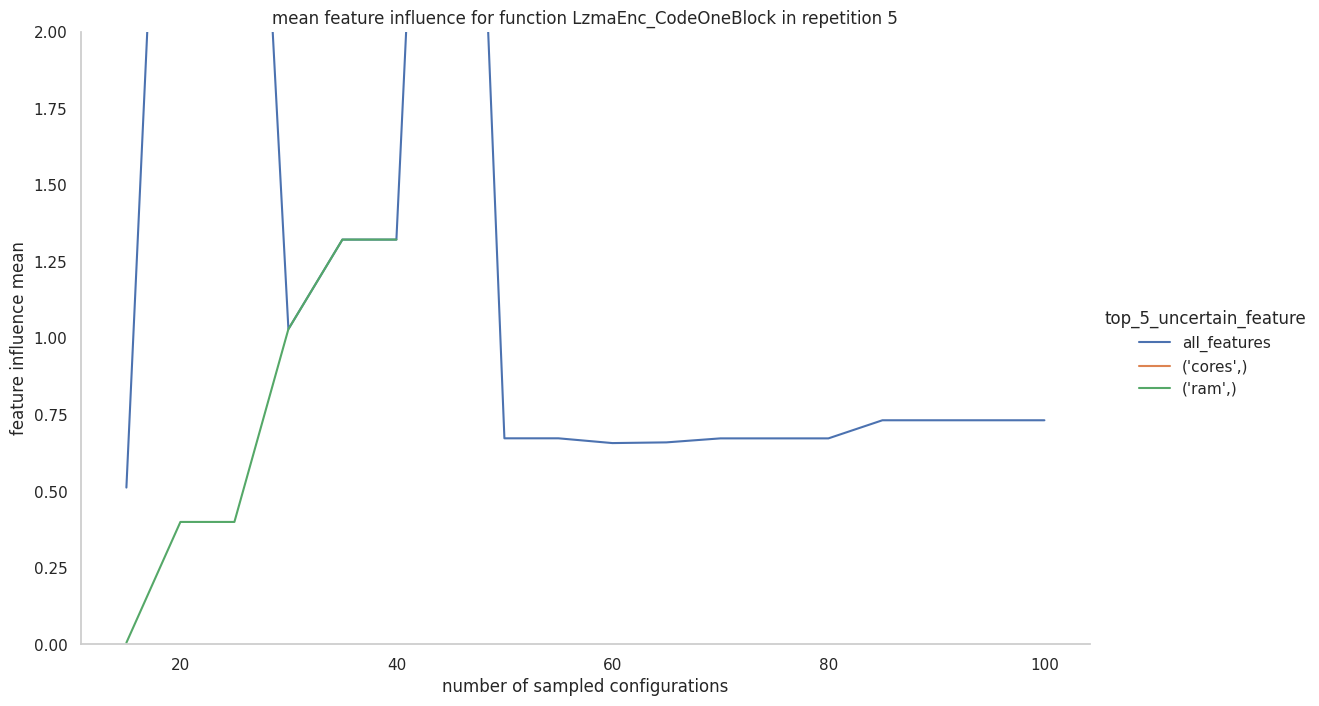 mean feature influence for function LzmaEnc_CodeOneBlock in repetition 5
2.00
1.75
1.50
1.25
1.00
0.75
0.50
0.25
0.00
feature influence mean
20
40
60
80
100
number of sampled configurations
top_5_uncertain_feature
all_features
('cores',)
('ram',)